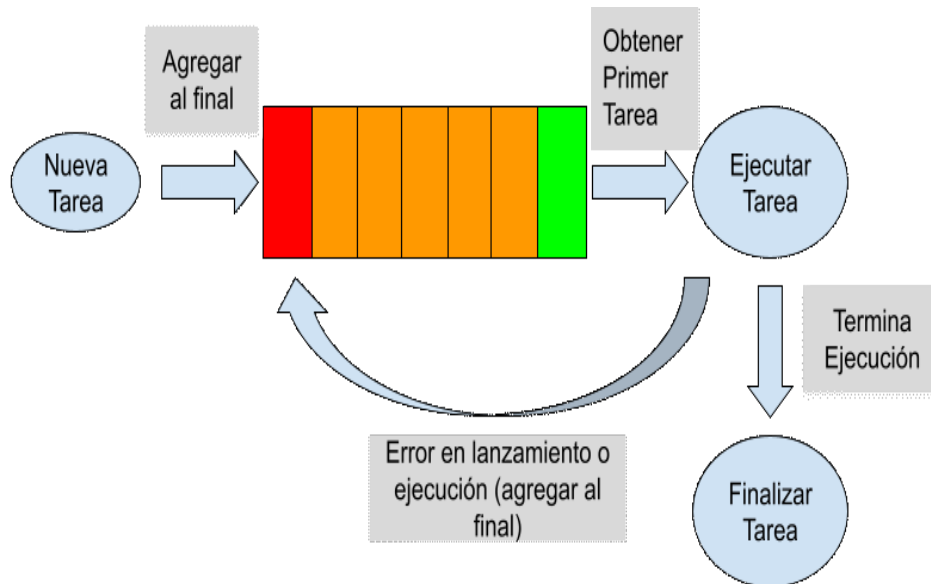 Agregar
al final
Obtener
Primer
Tarea
Nueva
Tarea
Ejecutar
Tarea
Termina
Ejecución
Error en lanzamiento o
ejecución (agregar al
final)
Finalizar
Tarea